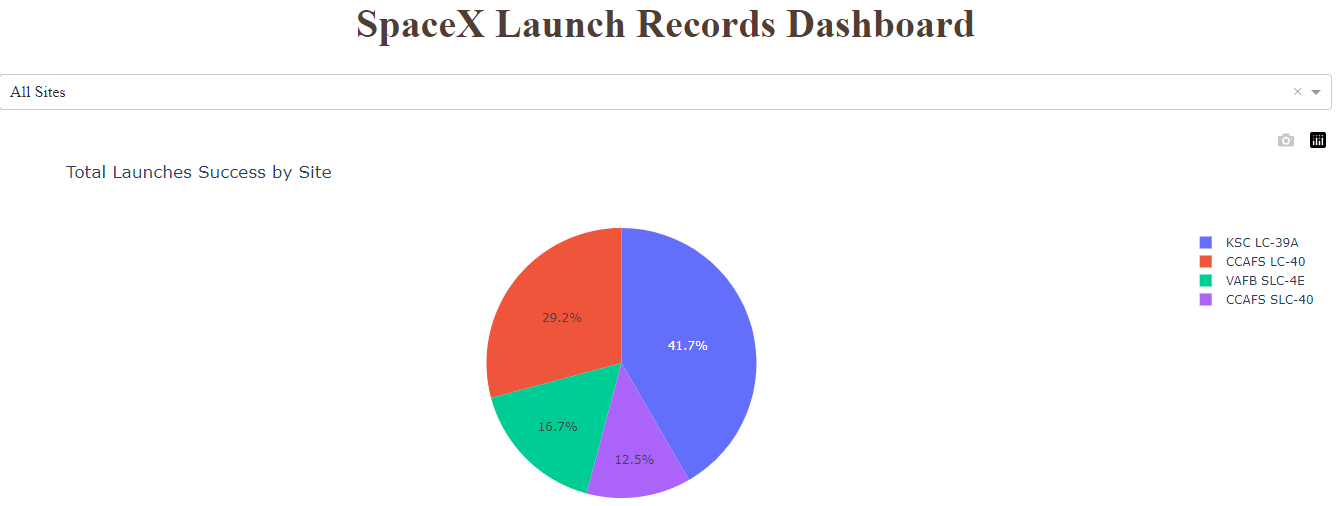 SpaceX Launch Records Dashboard
All Sites
Total Launches Success by Site
KSC LC-39A
CCAFS LC-40
VAFB SLC-4E
CCAFS SLC-40
29.2%
41.7%
16.7%
12.5%